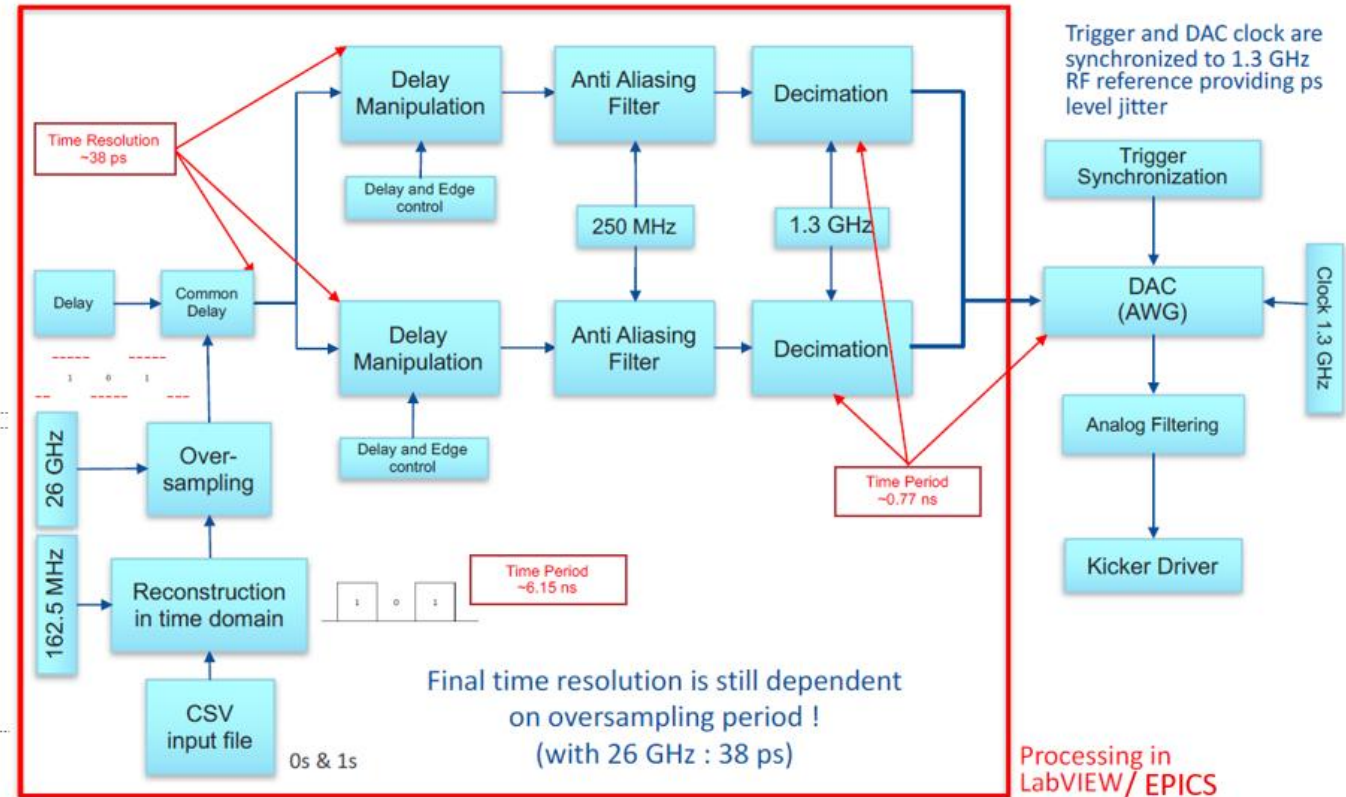 Trigger and DAC clock are
synchronized to 1.3 GHz
RF reference providing ps
level jitter
Delay
Manipulation
Anti Aliasing
Filter
Decimation
Time Resolution
~38 ps
Delay and Edge
control
250 MHz
1.3 GHz
Trigger
Synchronization
Delay
Common
Delay
Delay
Manipulation
Anti Aliasing
Filter
Decimation
DAC
(AWG)
Clock 1.3 GHz
1 0 1
Delay and Edge
control
Analog Filtering
26 GHz
Over-
sampling
Time Period
~0.77 ns
162.5 MHz
Reconstruction
in time domain
1 0 1
Time Period
~6.15 ns
Kicker Driver
CSV
input file
0s & 1s
Final time resolution is still dependent
on oversampling period !
(with 26 GHz : 38 ps)
Processing in
LabVIEW/ EPICS